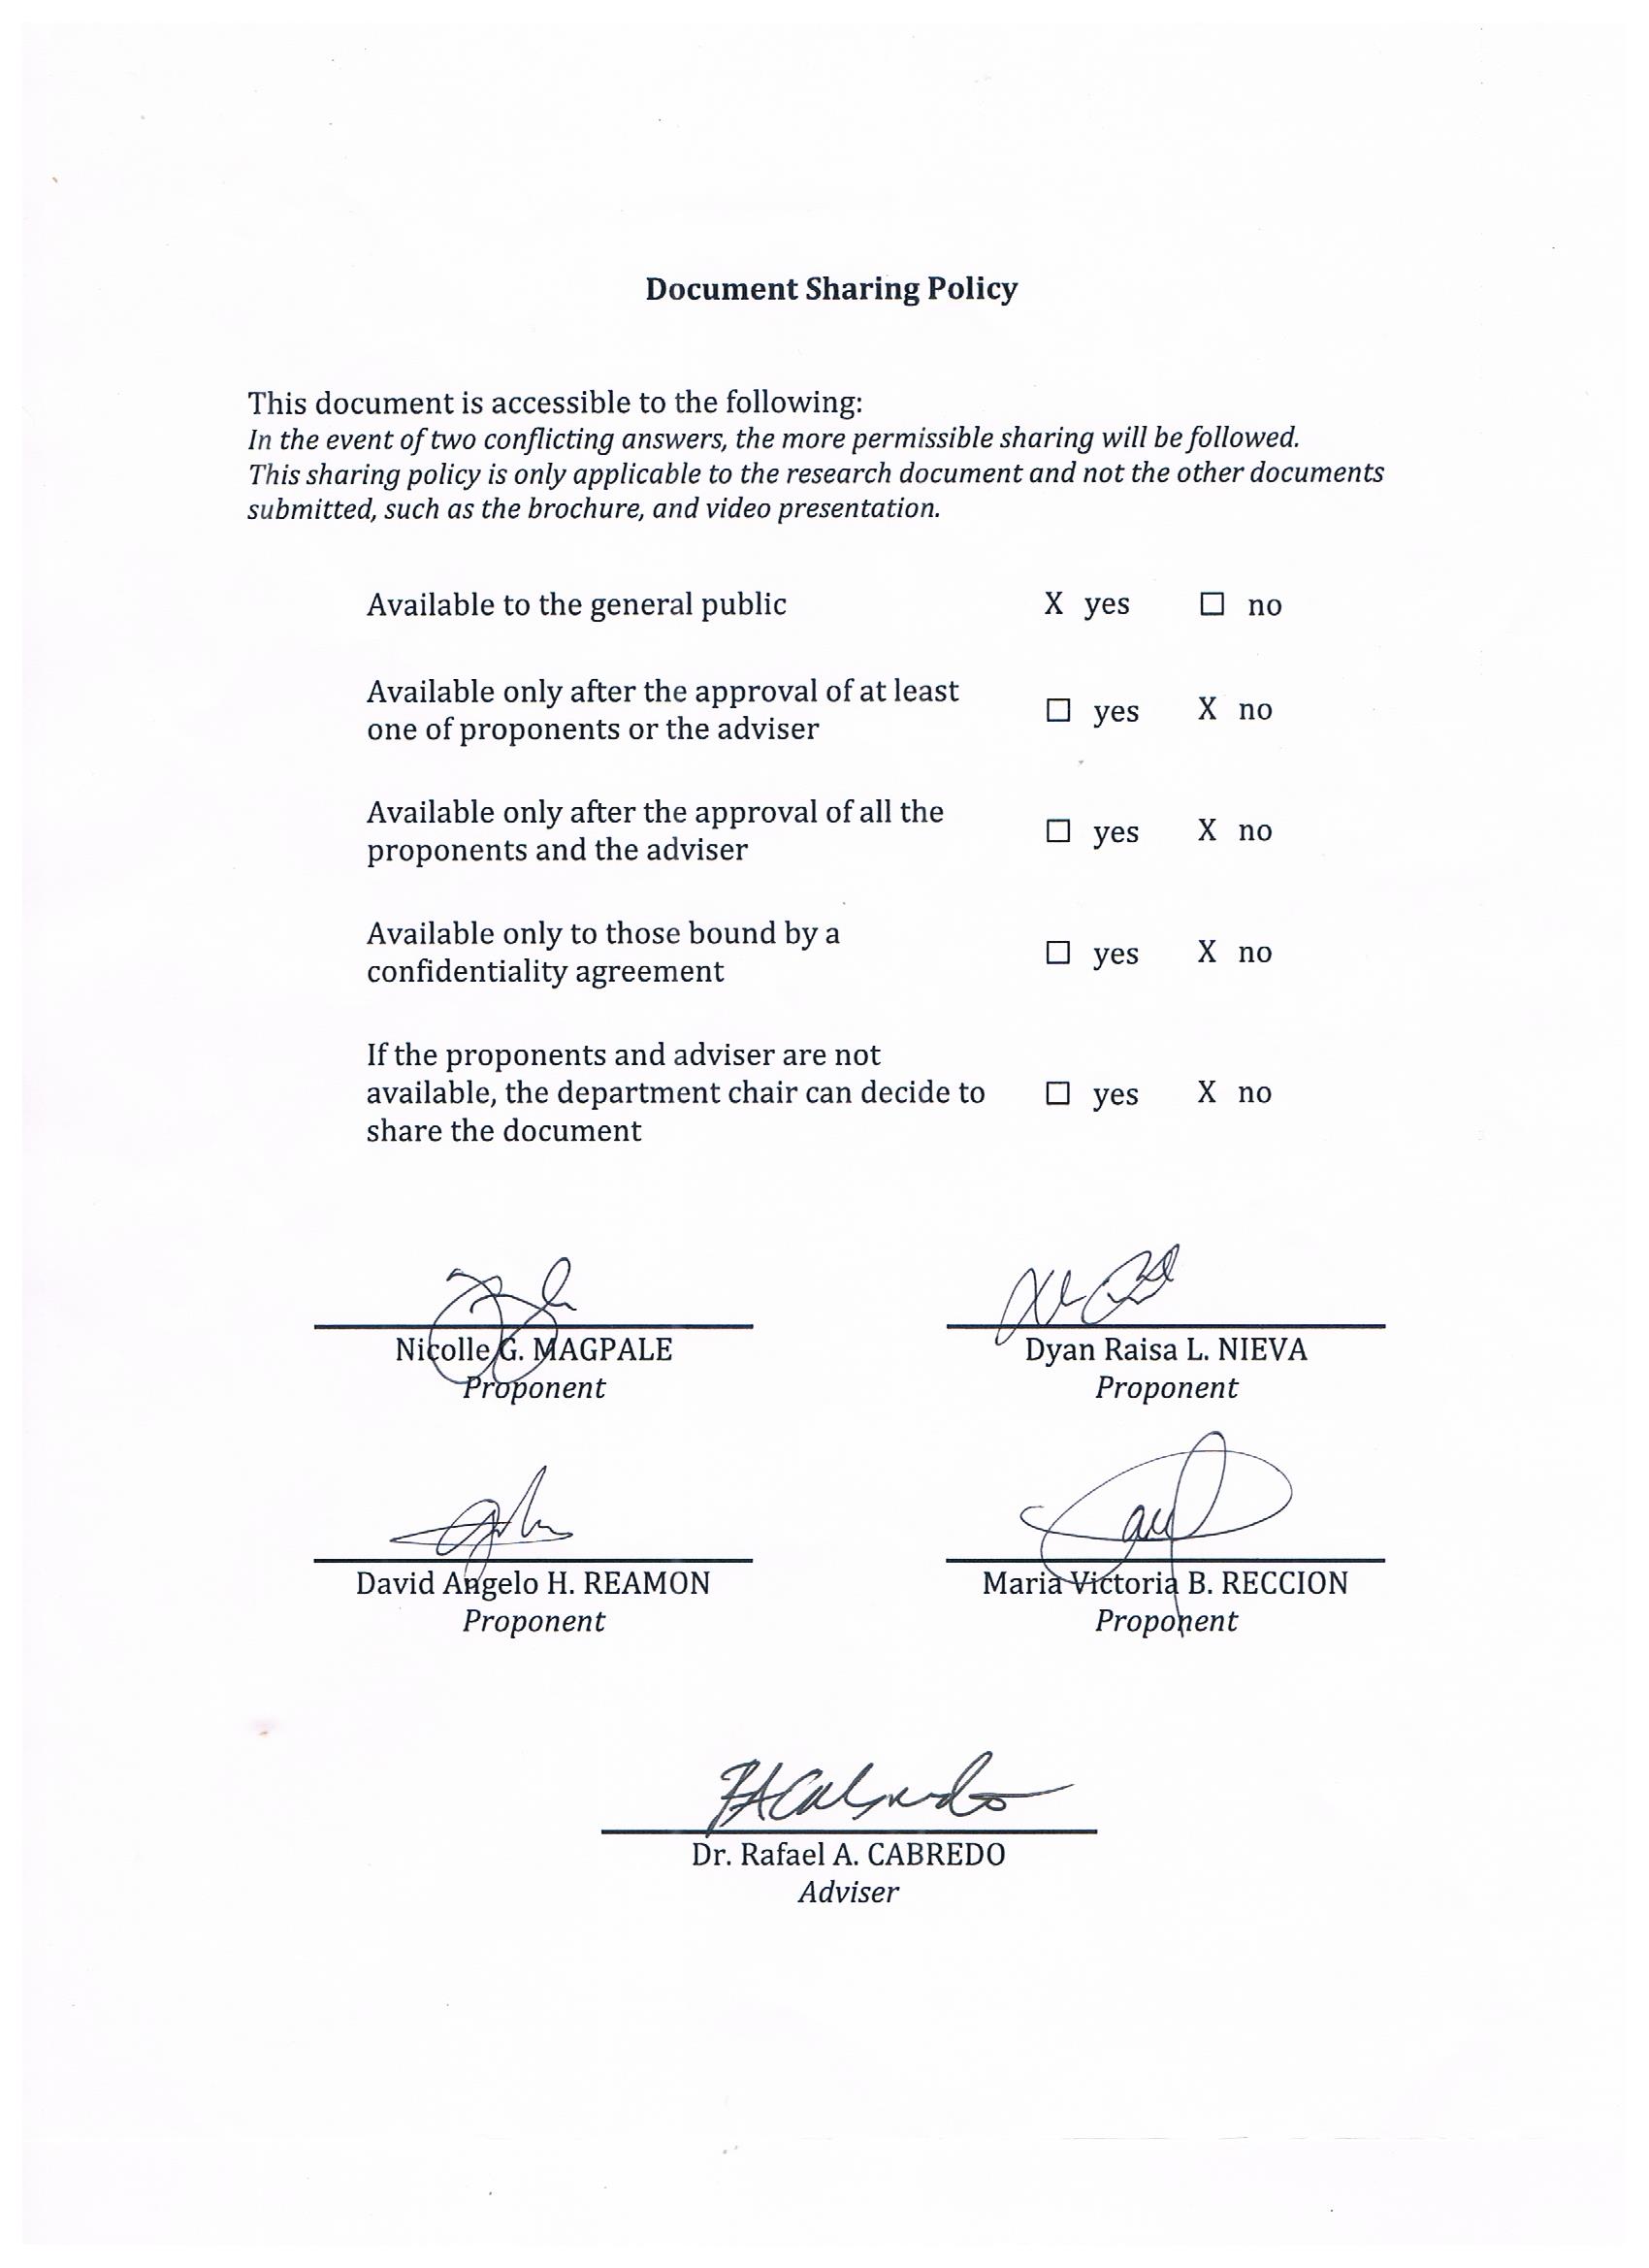 Document Sharing Policy
This document is accessible to the following:
In the event of two conflicting answers, the more permissible sharing will be followed.
This sharing policy is only applicable to the research document and not the other documents
submitted, such as the brochure, and video presentation.
Available to the general public X yes ☐ no
Available only after the approval of at least
one of proponents or the adviser ☐ yes X no
Available only after the approval of all the
proponents and the adviser ☐ yes X no
Available only to those bound by a
confidentiality agreement ☐ yes X no
If the proponents and adviser are not
available, the department chair can decide to ☐ yes X no
share the document
Nicolle G. MAGPALE Dyan Raisa L. NIEVA
Proponent Proponent
David Angelo H. REAMON Maria Victoria B. RECCION
Proponent Proponent
RACabredo
Dr. Rafael A. CABREDO
Adviser